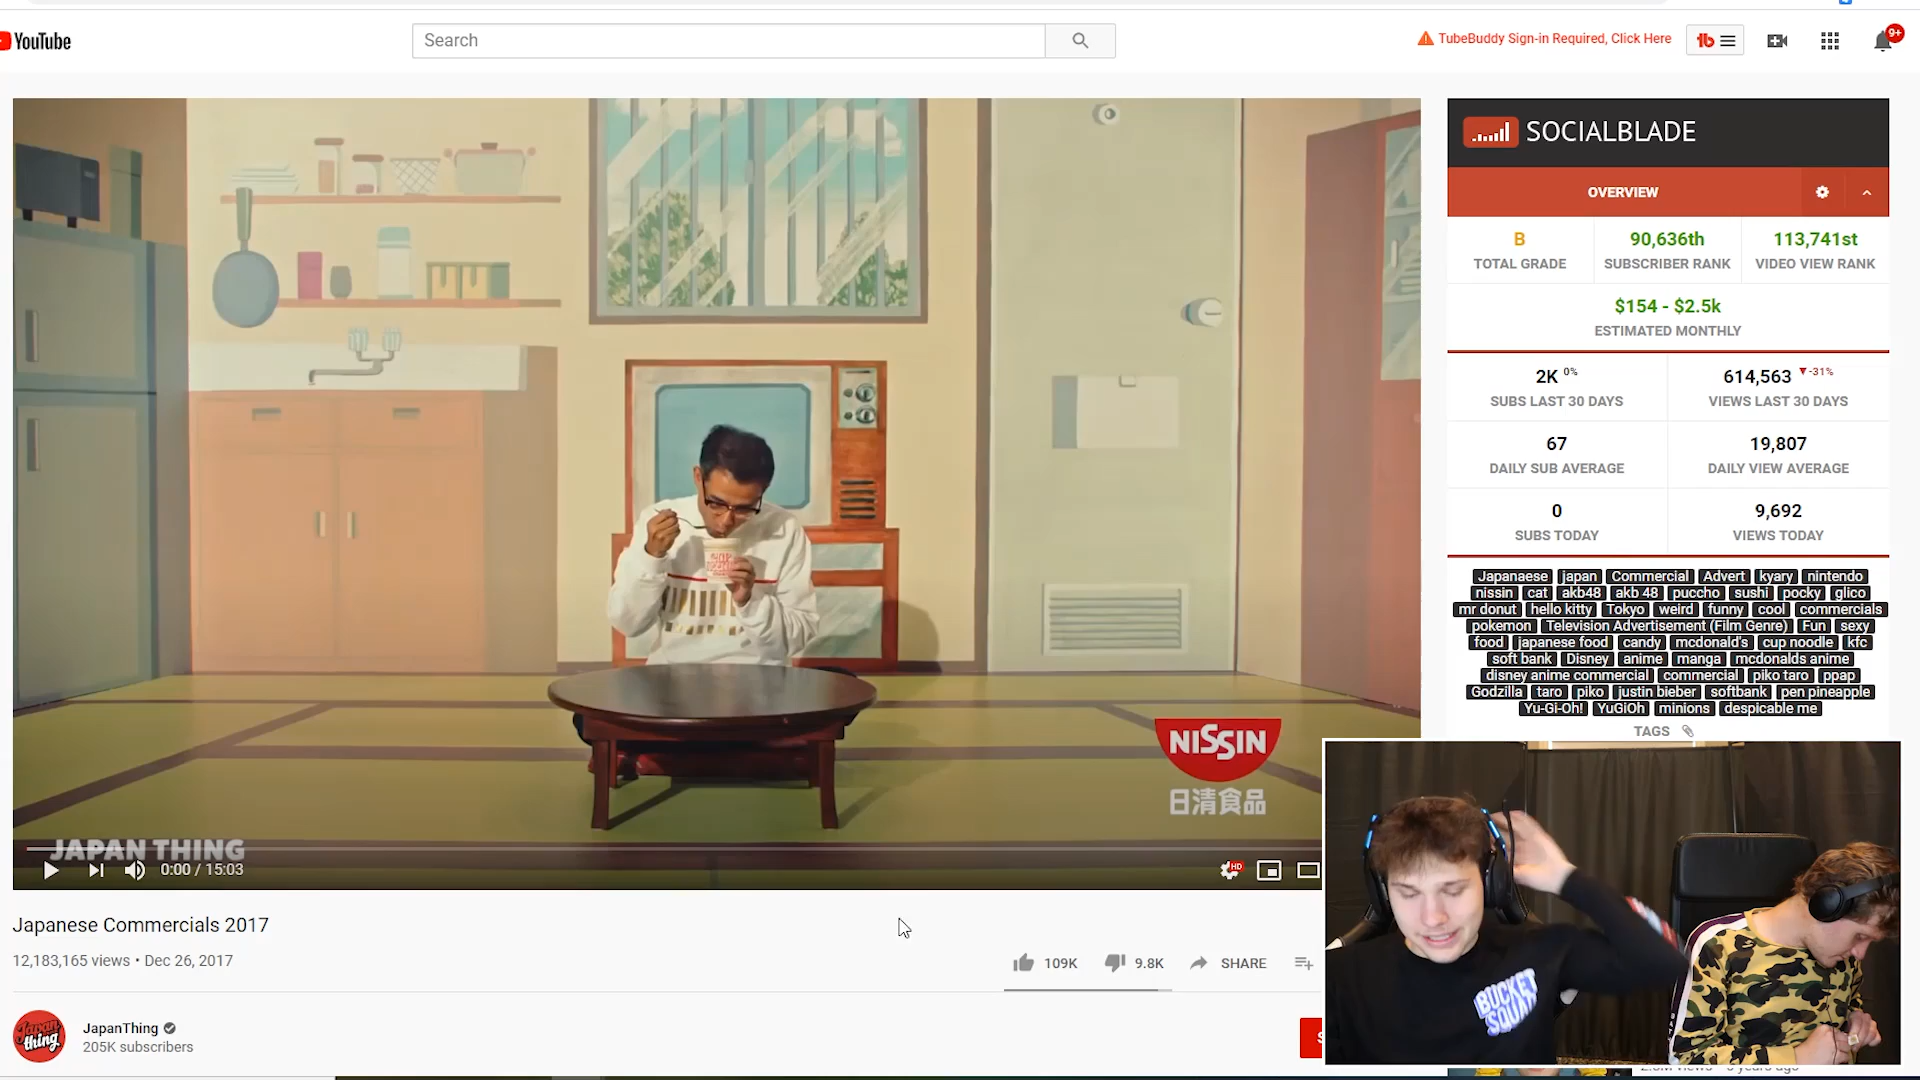 YouTube
Search
TubeBuddy Sign-in Required, Click Here
9+
SOCIALBLADE
OVERVIEW
B
TOTAL GRADE
90,636th
SUBSCRIBER RANK
113,741st
VIDEO VIEW RANK
$154 - $2.5k
ESTIMATED MONTHLY
2K 0%
SUBS LAST 30 DAYS
614,563 ▼-31%
VIEWS LAST 30 DAYS
67
DAILY SUB AVERAGE
19,807
DAILY VIEW AVERAGE
0
SUBS TODAY
9,692
VIEWS TODAY
Japanaese japan Commercial Advert kyary nintendo
nissin cat akb48 akb 48 puccho sushi pocky glico
mr donut hello kitty Tokyo weird funny cool commercials
pokemon Television Advertisement (Film Genre) Fun sexy
food japanese food candy mcdonald's cup noodle kfc
soft bank Disney anime manga mcdonalds anime
disney anime commercial commercial piko taro ppap
Godzilla taro piko justin bieber softbank pen pineapple
Yu-Gi-Oh! YuGiOh minions despicable me
TAGS
NISSIN
日清食品
JAPAN THING
0:00 / 15:03
HD
Japanese Commercials 2017
12,183,165 views • Dec 26, 2017
109K
9.8K
SHARE
Japan
thing
JapanThing
205K subscribers
BUCKET
SQUAD